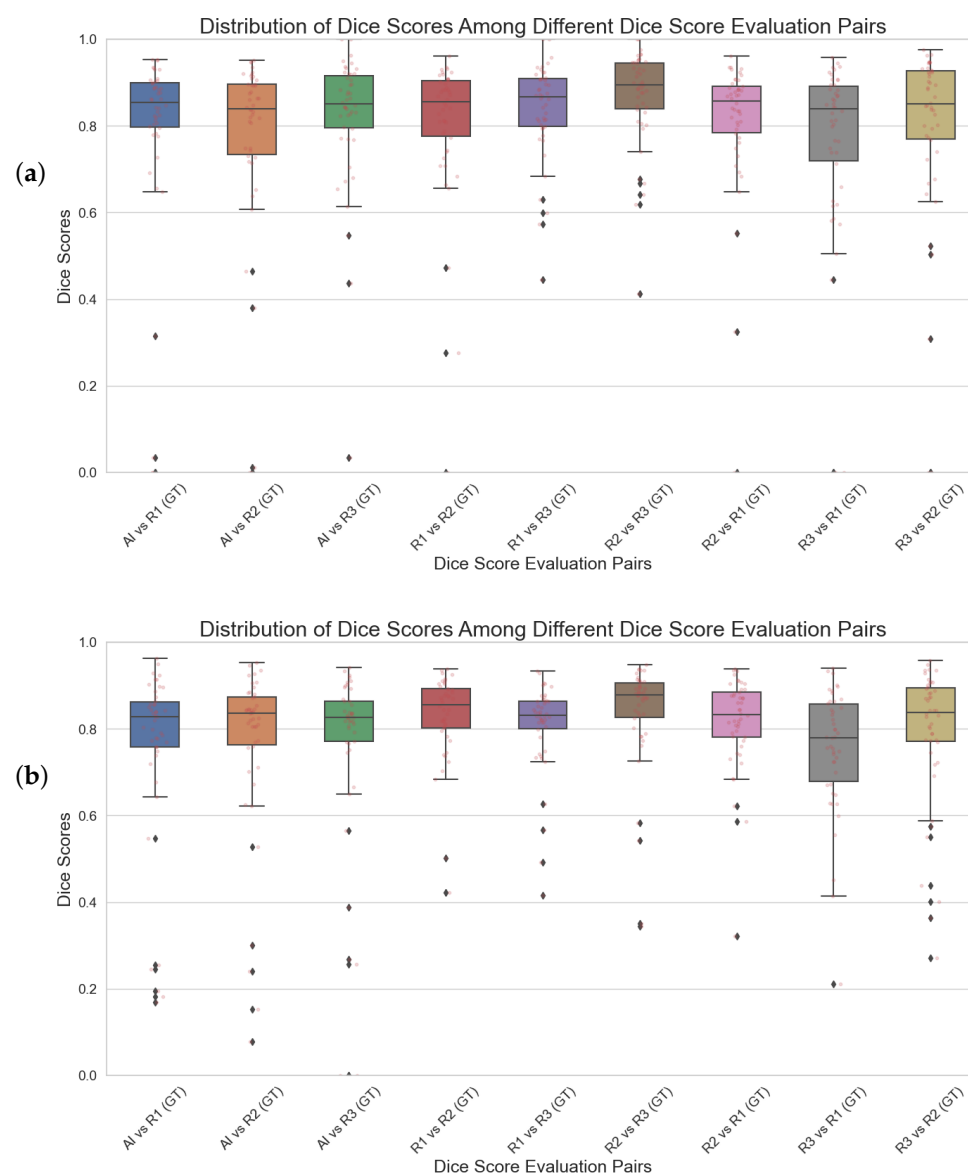 Distribution of Dice Scores Among Different Dice Score Evaluation Pairs
1.0
0.8
(a)
0.6
Dice Scores
0.4
0.2
0.0
AI vs R1 (GT)
AI vs R2 (GT)
AI vs R3 (GT)
R1 vs R2 (GT)
R1 vs R3 (GT)
R2 vs R3 (GT)
R2 vs R1 (GT)
R3 vs R1 (GT)
R3 vs R2 (GT)
Dice Score Evaluation Pairs
Distribution of Dice Scores Among Different Dice Score Evaluation Pairs
1.0
0.8
(b)
0.6
Dice Scores
0.4
0.2
0.0
AI vs R1 (GT)
AI vs R2 (GT)
AI vs R3 (GT)
R1 vs R2 (GT)
R1 vs R3 (GT)
R2 vs R3 (GT)
R2 vs R1 (GT)
R3 vs R1 (GT)
R3 vs R2 (GT)
Dice Score Evaluation Pairs